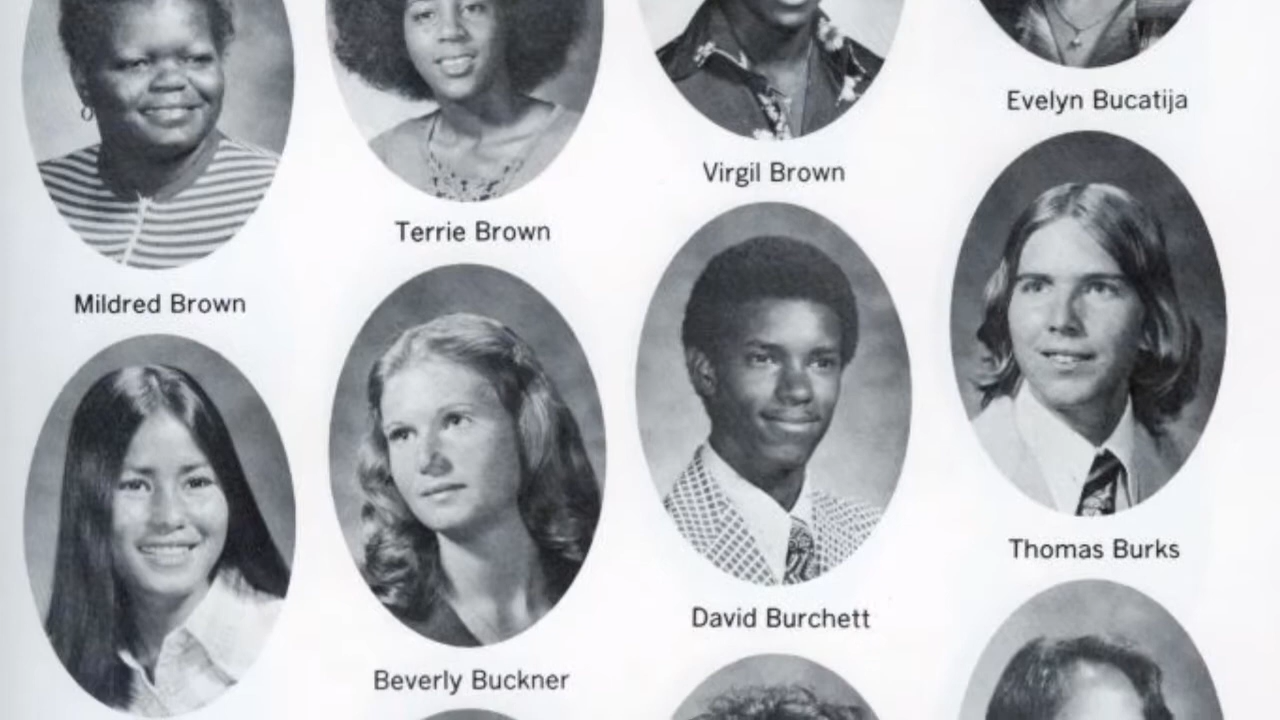 Evelyn Bucatija
Virgil Brown
Terrie Brown
Mildred Brown
Thomas Burks
David Burchett
Beverly Buckner